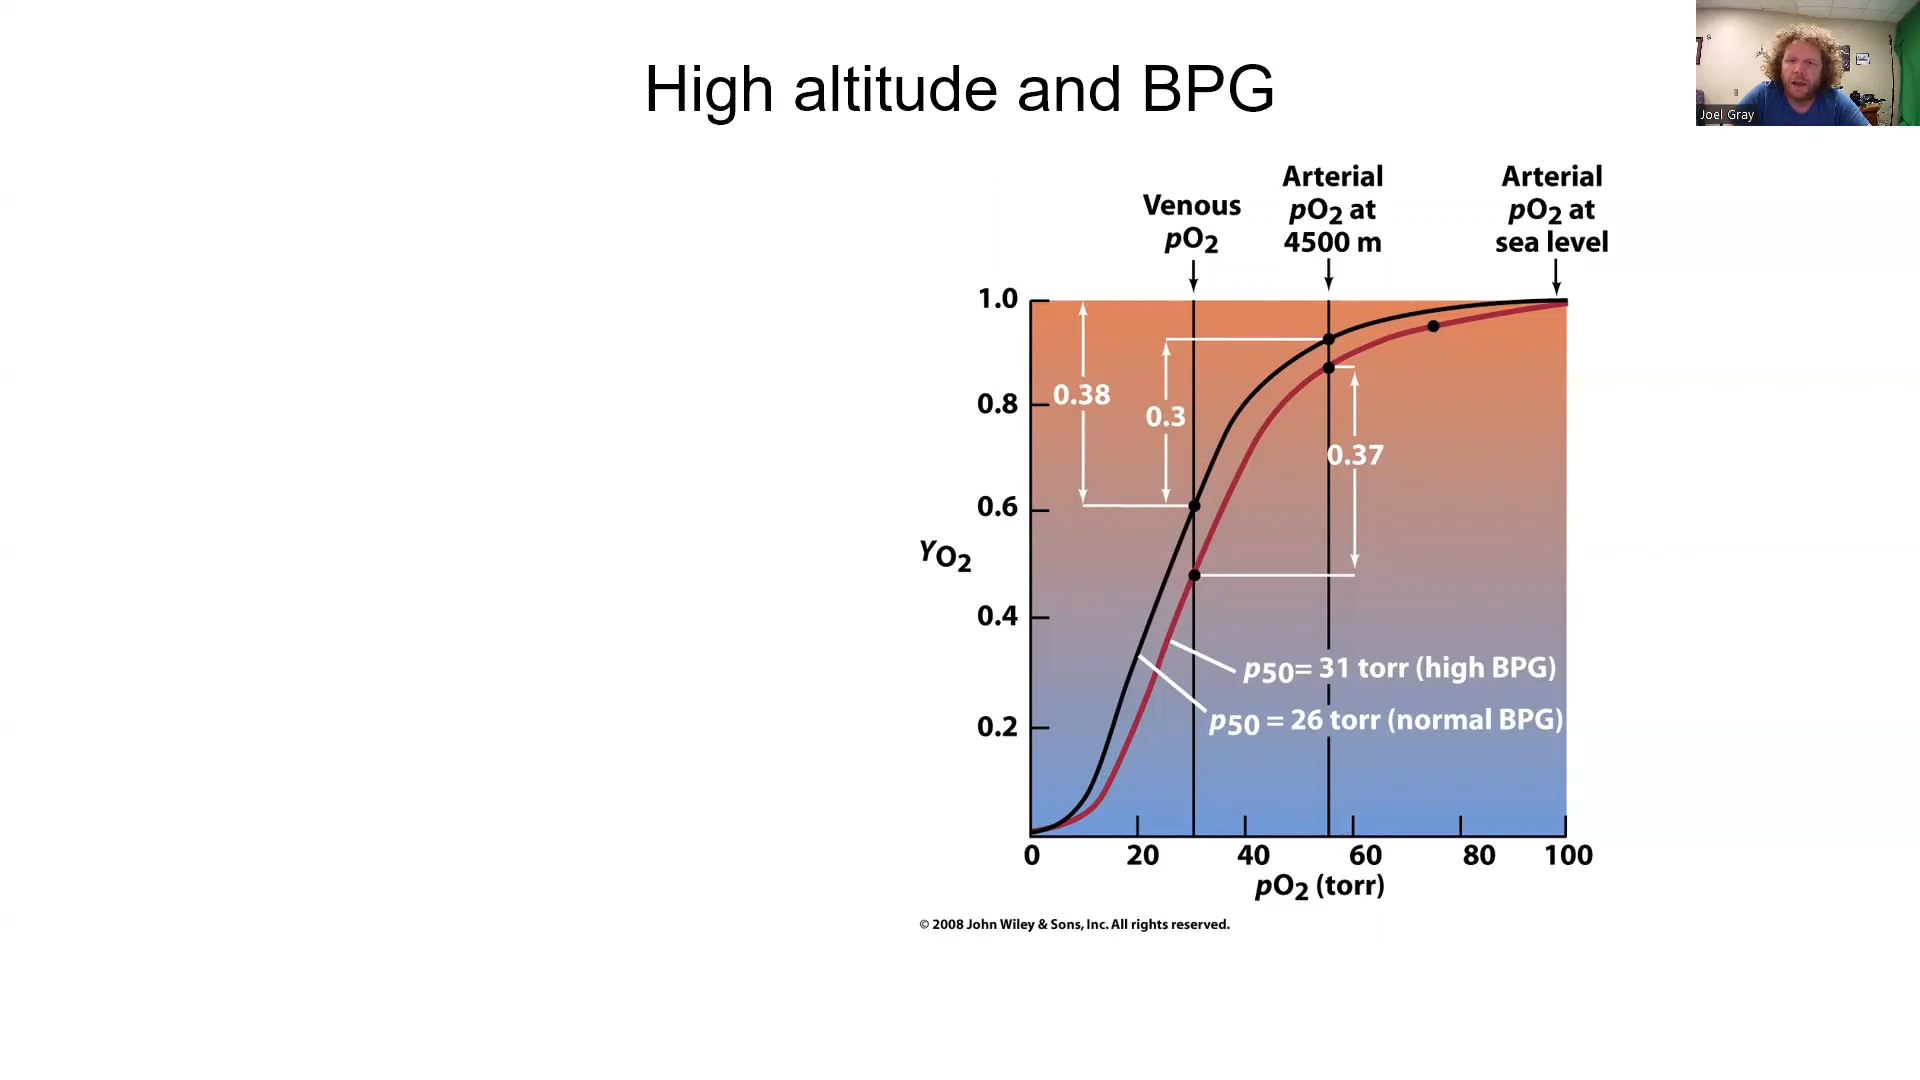 High altitude and BPG
Joel Gray
Venous
pO2
Arterial
pO2 at
4500 m
Arterial
pO2 at
sea level
1.0
0.8
0.6
0.4
0.2
YO2
0.38
0.3
0.37
p50= 31 torr (high BPG)
p50 = 26 torr (normal BPG)
0 20 40 60 80 100
pO2 (torr)
© 2008 John Wiley & Sons, Inc. All rights reserved.